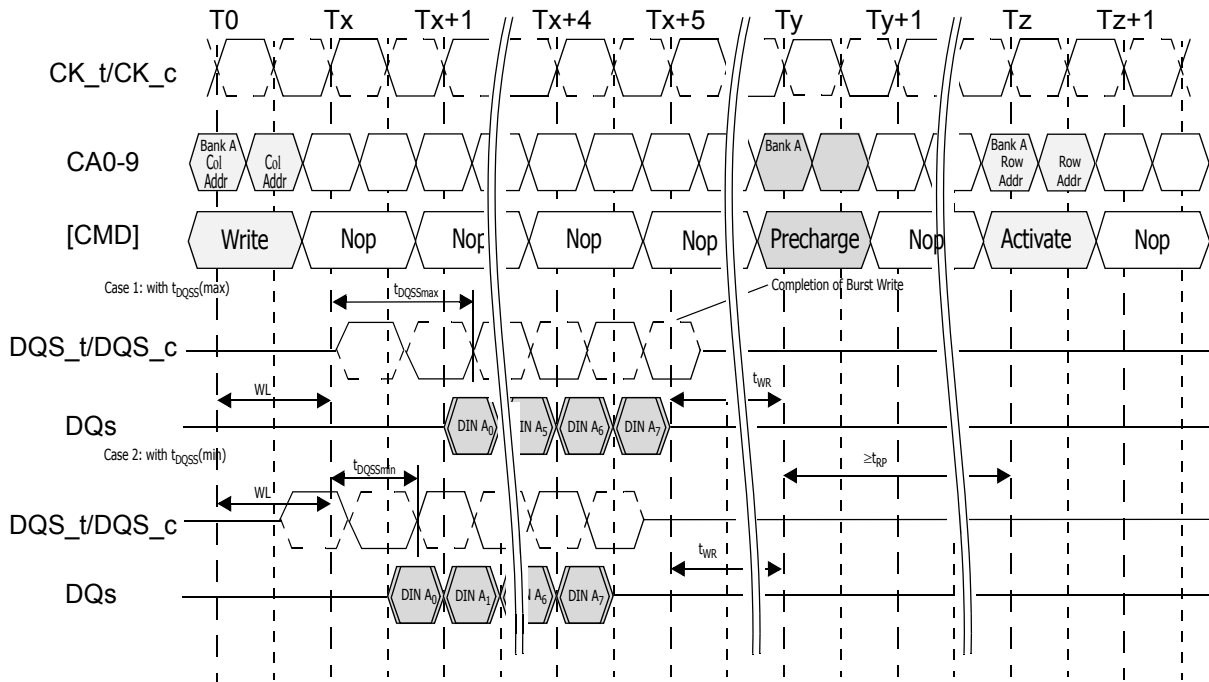 T0 Tx Tx+1 Tx+4 Tx+5 Ty Ty+1 Tz Tz+1
CK_t/CK_c
CA0-9
Bank A
Col
Addr
Col
Addr
Bank A
Bank A
Row
Addr
Row
Addr
[CMD] Write Nop Nop Nop Nop Precharge Nop Activate Nop
Case 1: with tDQSS(max)
tDQSSmax
Completion of Burst Write
DQS_t/DQS_c
WL
tWR
DQs DIN A0 IN A5 DIN A6 DIN A7
Case 2: with tDQSS(min)
tDQSSmin
≥tRP
WL
DQS_t/DQS_c
tWR
DQs DIN A0 DIN A1 N A6 DIN A7